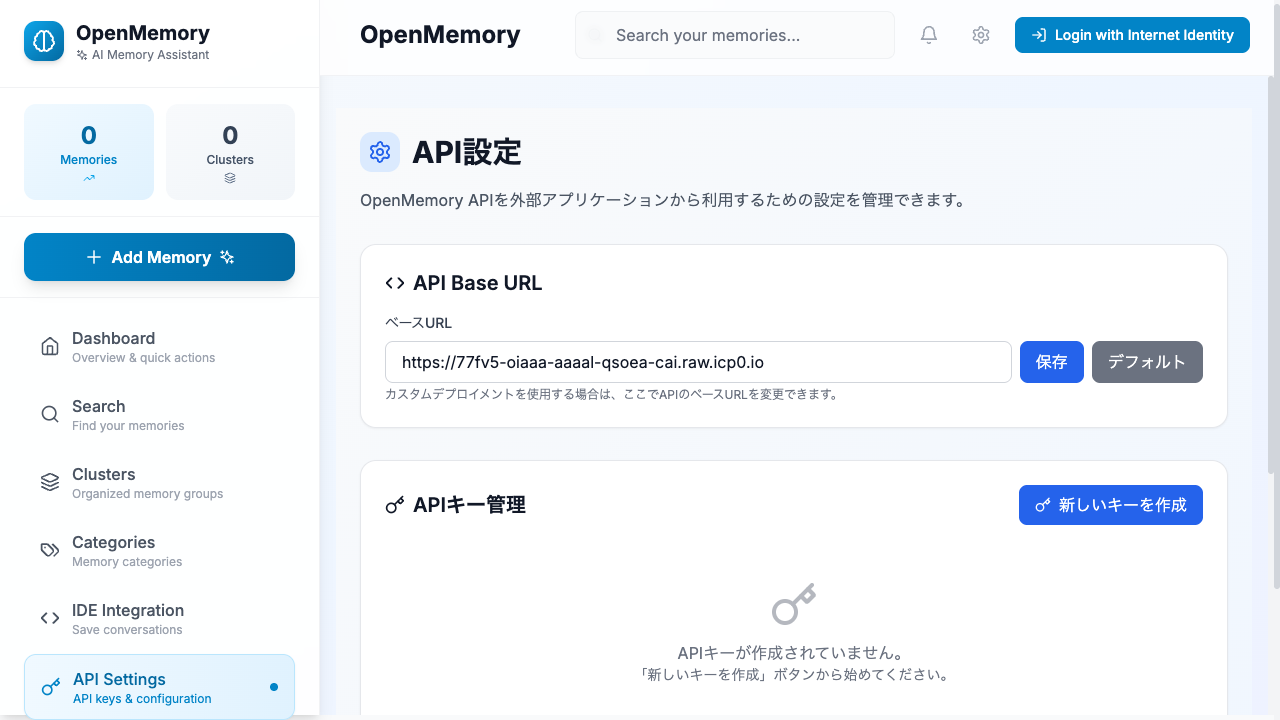 OpenMemory
AI Memory Assistant
0
Memories
0
Clusters
Add Memory
Dashboard
Overview & quick actions
Search
Find your memories
Clusters
Organized memory groups
Categories
Memory categories
IDE Integration
Save conversations
API Settings
API keys & configuration
OpenMemory
Search your memories...
Login with Internet Identity
API設定
OpenMemory APIを外部アプリケーションから利用するための設定を管理できます。
API Base URL
ベースURL
https://77fv5-oiaaa-aaaal-qsoea-cai.raw.icp0.io
保存
デフォルト
カスタムデプロイメントを使用する場合は、ここでAPIのベースURLを変更できます。
APIキー管理
新しいキーを作成
APIキーが作成されていません。
「新しいキーを作成」ボタンから始めてください。